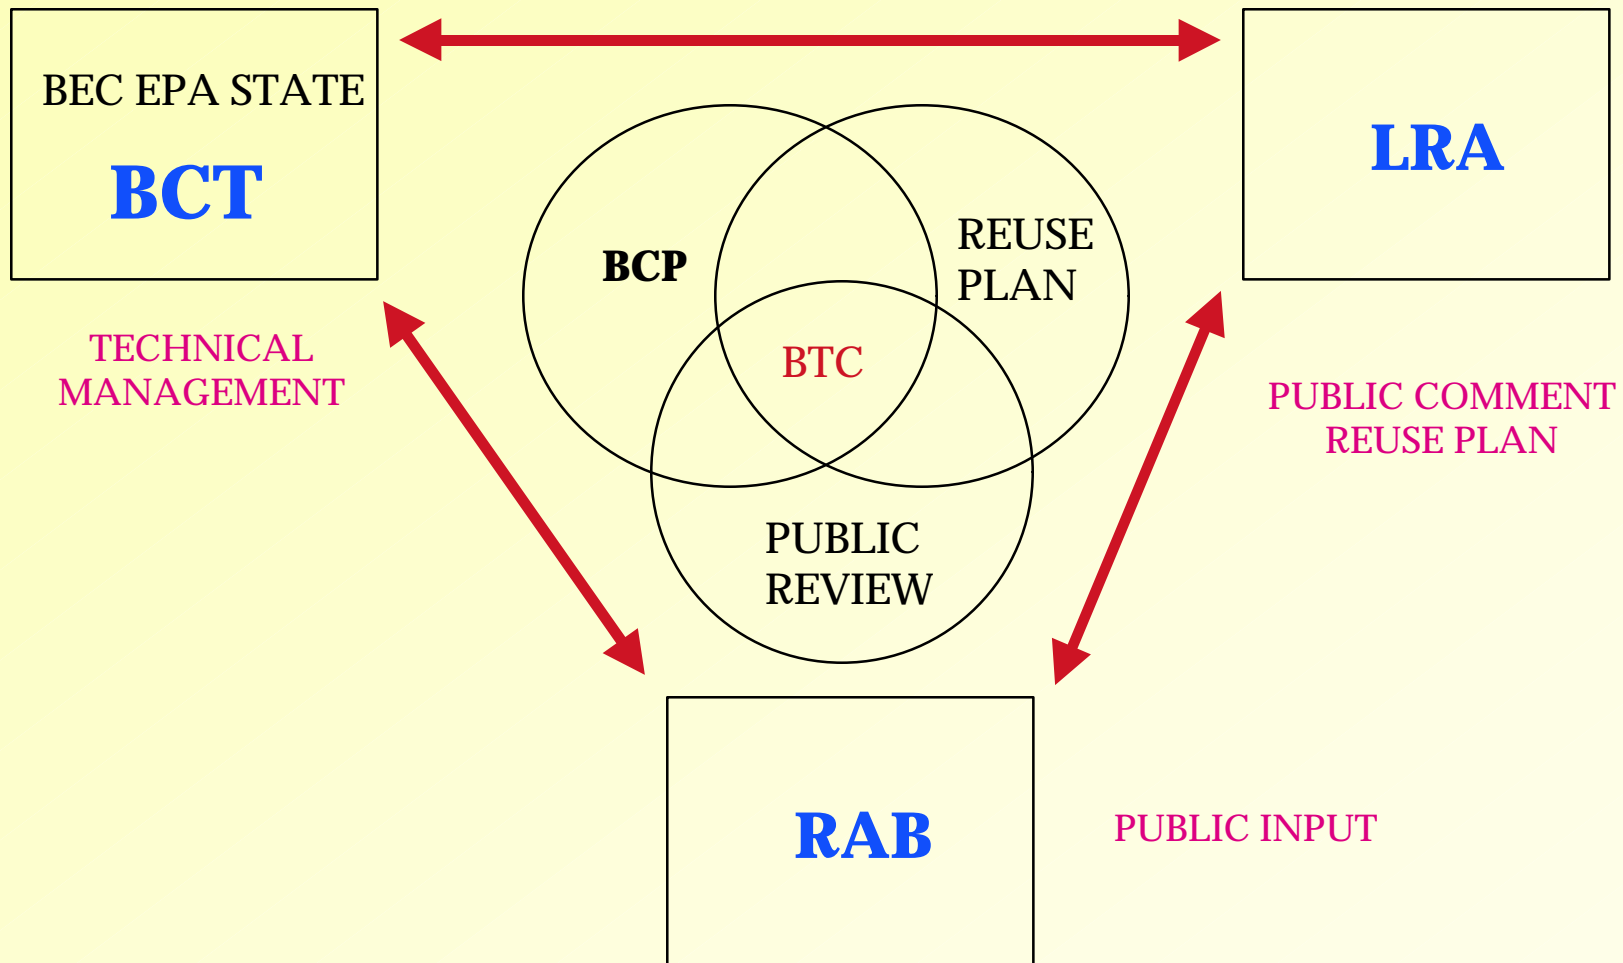 BEC EPA STATE
BCT
LRA
BCP
REUSE
PLAN
BTC
TECHNICAL
MANAGEMENT
PUBLIC COMMENT
REUSE PLAN
PUBLIC
REVIEW
RAB
PUBLIC INPUT